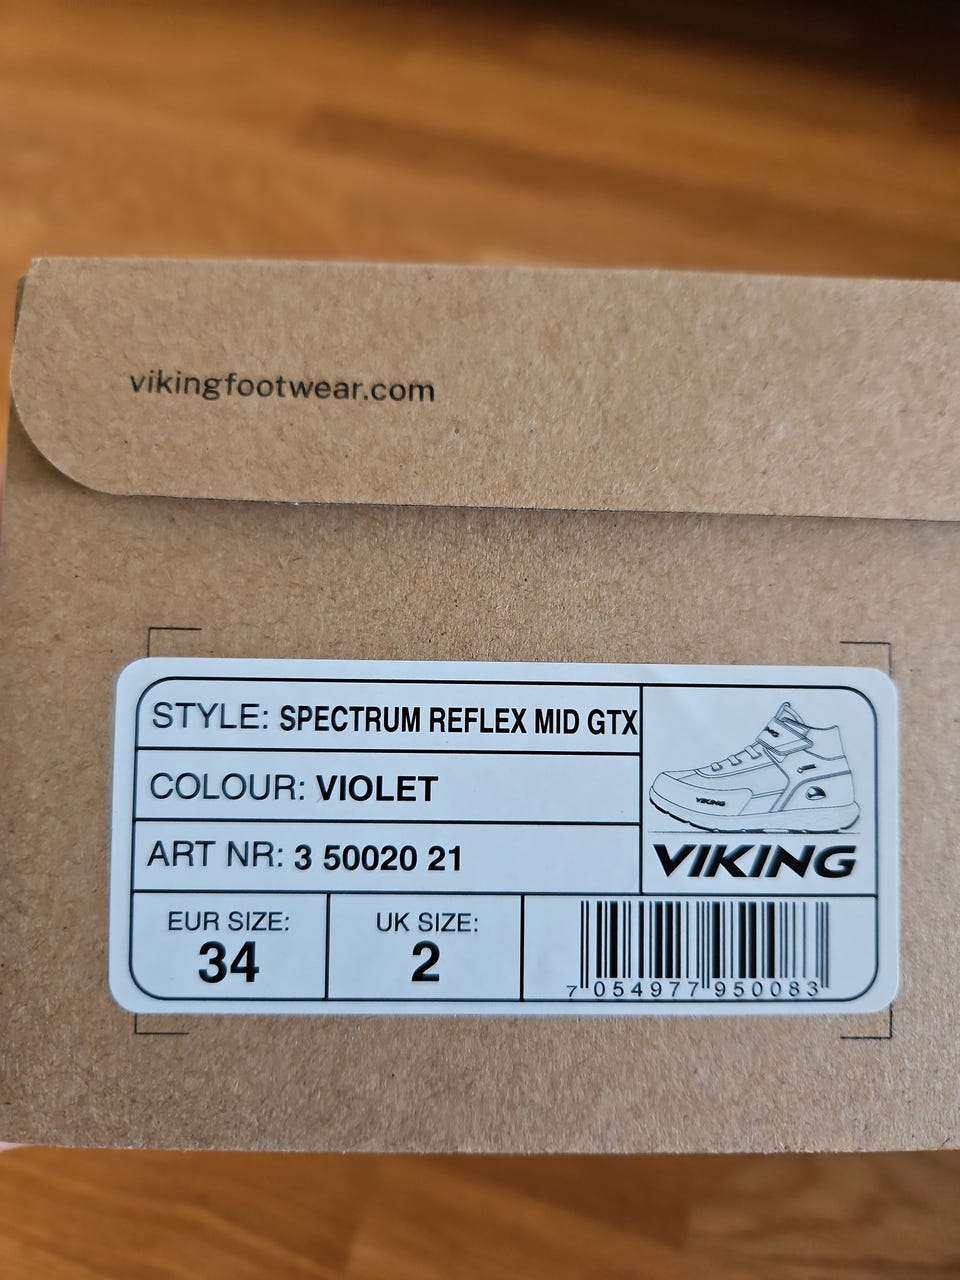 vikingfootwear.com
STYLE: SPECTRUM REFLEX MID GTX
COLOUR: VIOLET
ART NR: 3 50020 21
VIKING
VIKING
EUR SIZE:
34
UK SIZE:
2
7 054977 950083